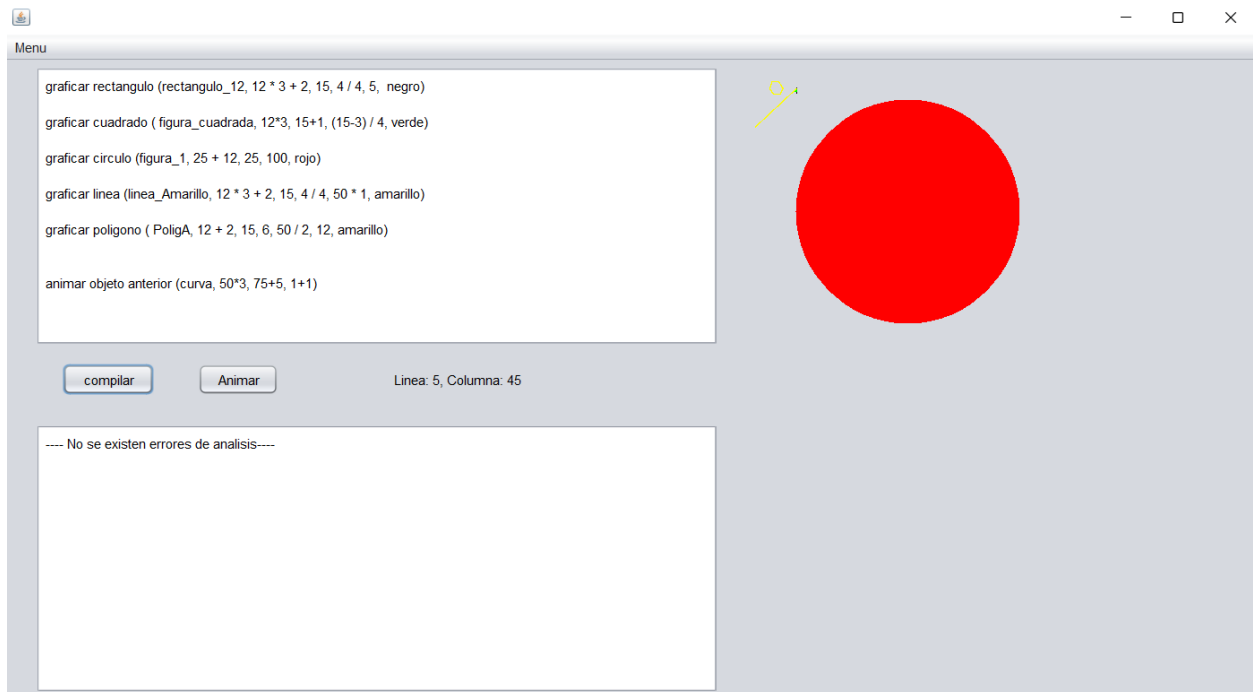 Menu
graficar rectangulo (rectangulo_12, 12 * 3 + 2, 15, 4 / 4, 5,  negro)
graficar cuadrado ( figura_cuadrada, 12*3, 15+1, (15-3) / 4, verde)
graficar circulo (figura_1, 25 + 12, 25, 100, rojo)
graficar linea (linea_Amarillo, 12 * 3 + 2, 15, 4 / 4, 50 * 1, amarillo)
graficar poligono ( PoligA, 12 + 2, 15, 6, 50 / 2, 12, amarillo)
animar objeto anterior (curva, 50*3, 75+5, 1+1)
compilar Animar Linea: 5, Columna: 45
---- No se existen errores de analisis----